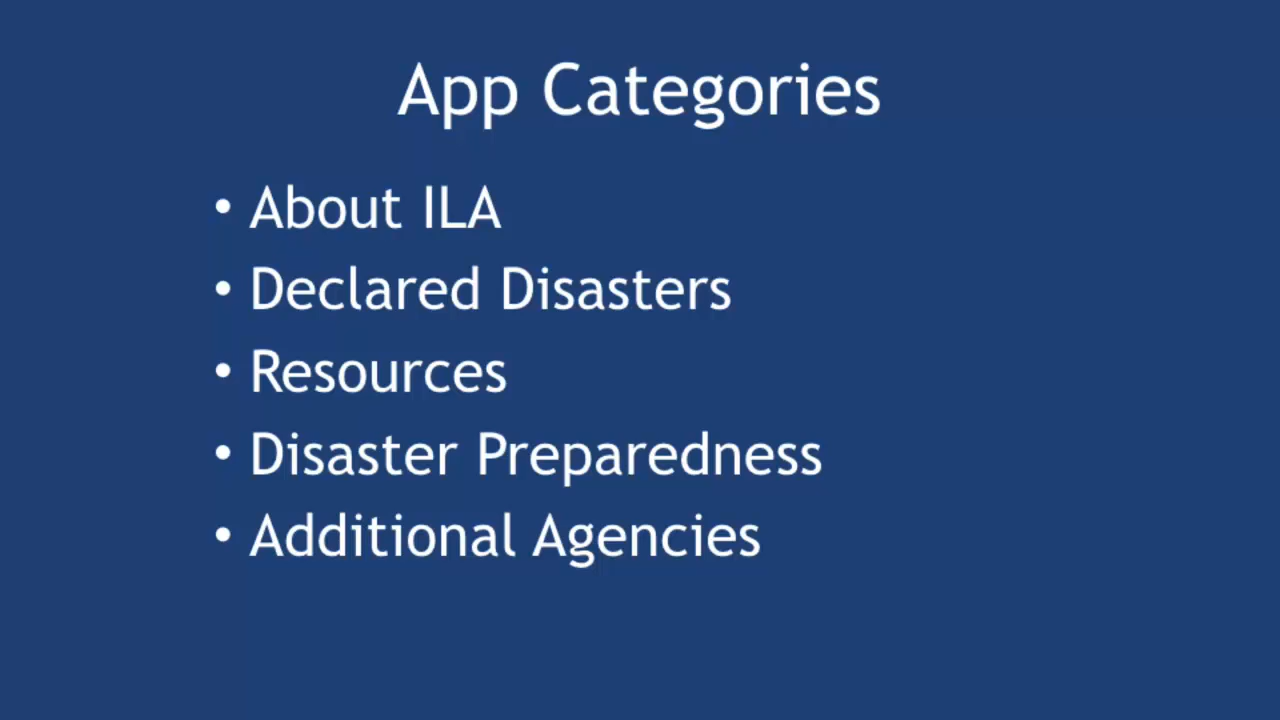 App Categories
• About ILA
• Declared Disasters
• Resources
• Disaster Preparedness
• Additional Agencies